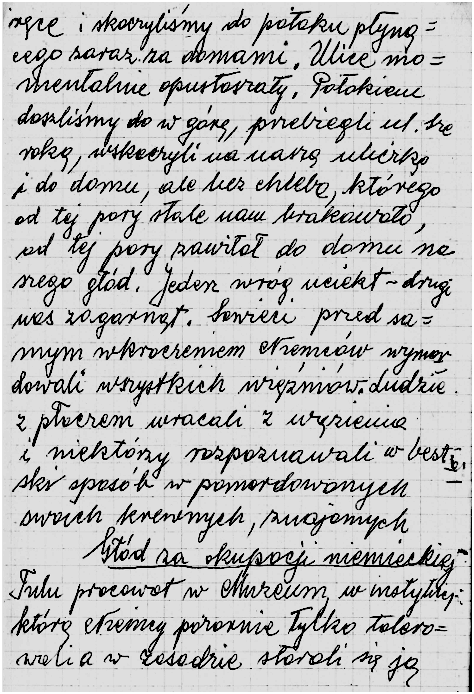 ręce i skoczyliśmy do potoku płyną=
cego zaraz za domami. Ulice mo=
mentalnie opustoszały. Potokiem
doszliśmy do w górę, przebiegli ul. Sze
roką, wskoczyli na naszą uliczkę
i do domu, ale bez chleba, którego
od tej pory stale nam brakowało,
od tej pory zawitał do domu na
szego głód. Jeden wróg uciekł – drugi
nas zagarnął. Sowieci przed sa=
mym wkroczeniem Niemców wymor
dowali wszystkich więźniów. Ludzie
z płaczem wracali z więzienia
i niektórzy rozpoznawali w best
ski sposób w pomordowanych
swoich krewnych, znajomych
Głód za okupacji niemieckiej
Tulu pracował w Muzeum, w instytucji
którą Niemcy pozornie tylko tolero=
wali a w zasadzie starali się ją